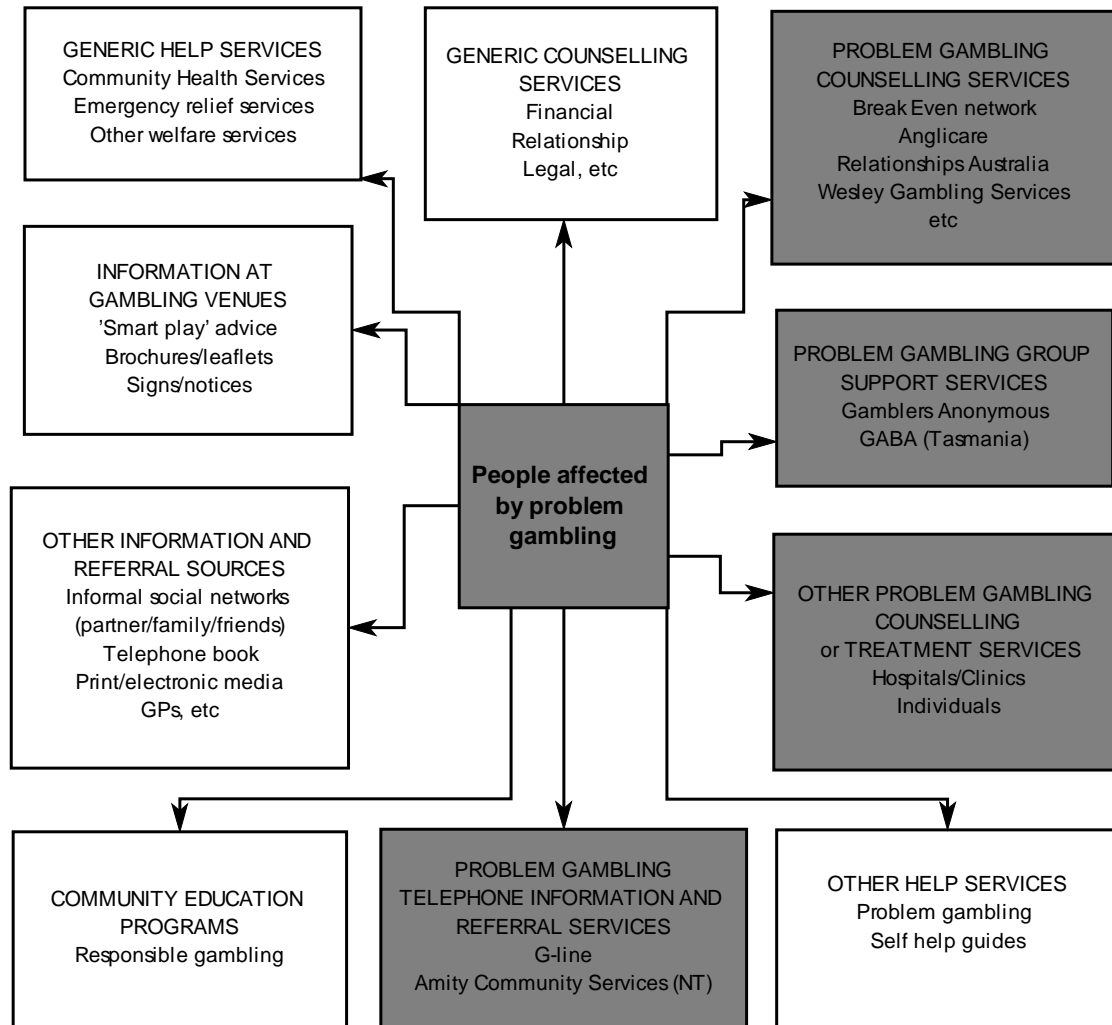 GENERIC HELP SERVICES
Community Health Services
Emergency relief services
Other welfare services
GENERIC COUNSELLING
SERVICES
Financial
Relationship
Legal, etc
PROBLEM GAMBLING
COUNSELLING SERVICES
Break Even network
Anglicare
Relationships Australia
Wesley Gambling Services
etc
INFORMATION AT
GAMBLING VENUES
’Smart play’ advice
Brochures/leaflets
Signs/notices
PROBLEM GAMBLING GROUP
SUPPORT SERVICES
Gamblers Anonymous
GABA (Tasmania)
People affected
by problem
gambling
OTHER INFORMATION AND
REFERRAL SOURCES
Informal social networks
(partner/family/friends)
Telephone book
Print/electronic media
GPs, etc
OTHER PROBLEM GAMBLING
COUNSELLING
or TREATMENT SERVICES
Hospitals/Clinics
Individuals
COMMUNITY EDUCATION
PROGRAMS
Responsible gambling
PROBLEM GAMBLING
TELEPHONE INFORMATION AND
REFERRAL SERVICES
G-line
Amity Community Services (NT)
OTHER HELP SERVICES
Problem gambling
Self help guides